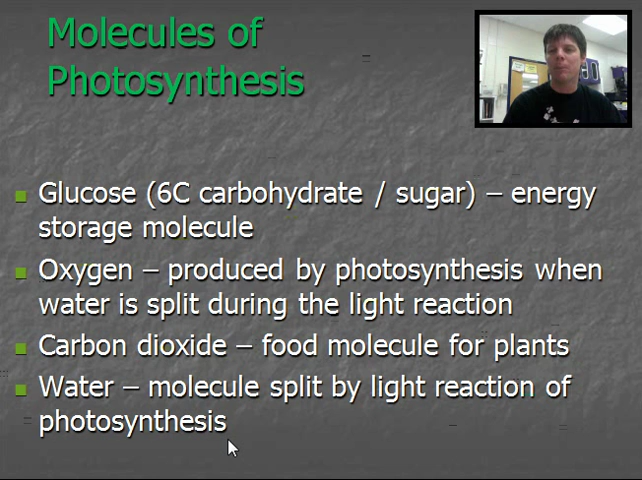 Molecules of
Photosynthesis
Glucose (6C carbohydrate / sugar) – energy
storage molecule
Oxygen – produced by photosynthesis when
water is split during the light reaction
Carbon dioxide – food molecule for plants
Water – molecule split by light reaction of
photosynthesis